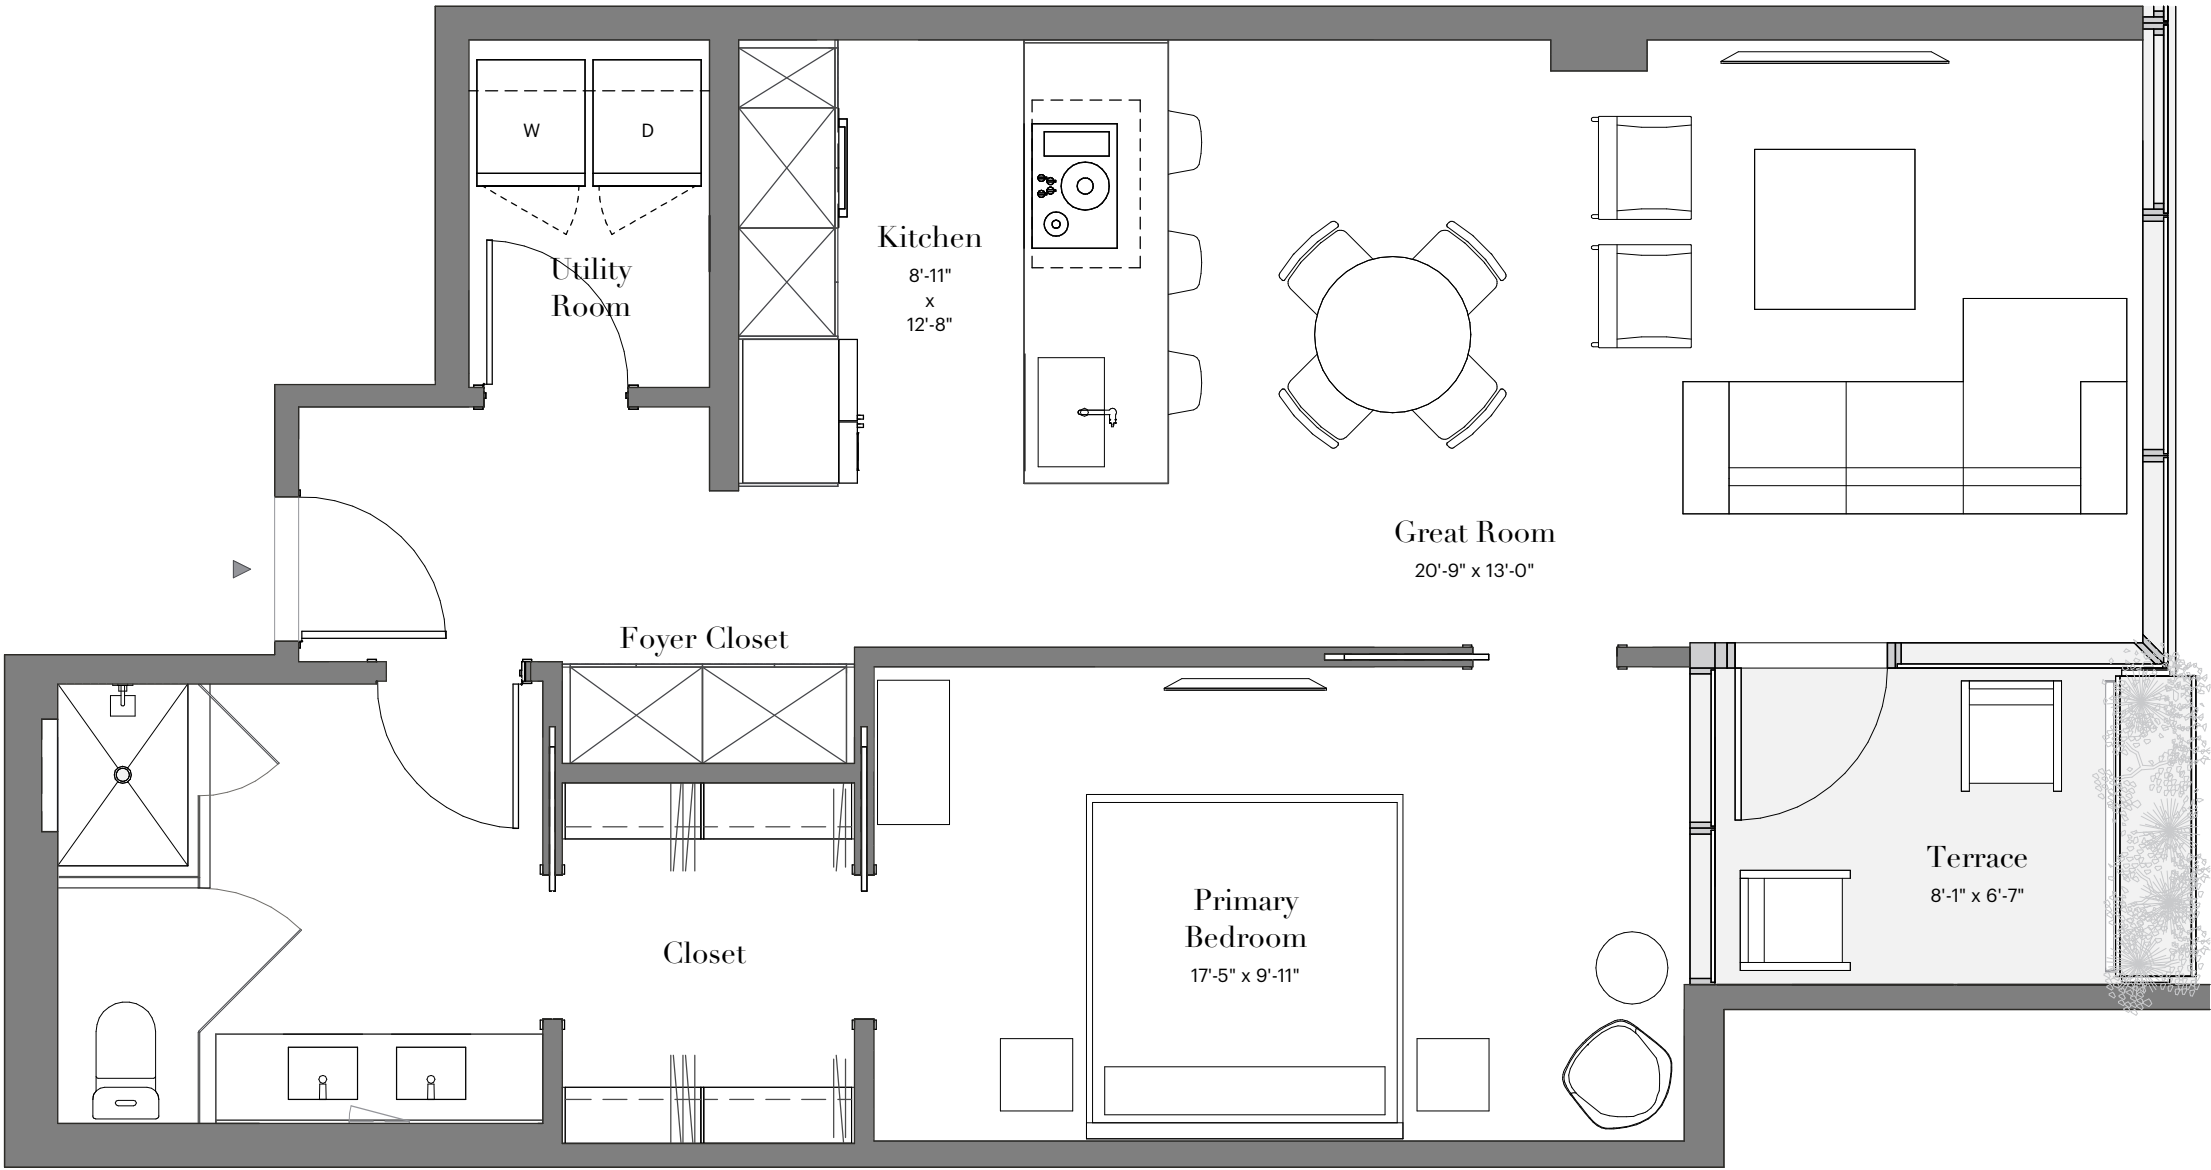 W
D
Utility
Room
Kitchen
8'-11"
x
12'-8"
Great Room
20'-9" x 13'-0"
Foyer Closet
Closet
Primary
Bedroom
17'-5" x 9'-11"
Terrace
8'-1" x 6'-7"